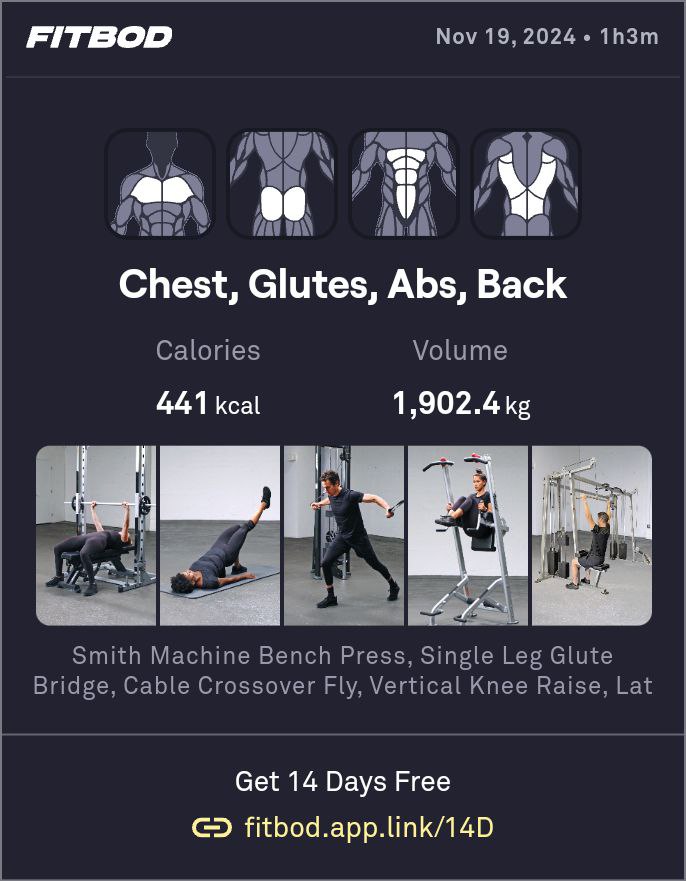 FITBOD
Nov 19, 2024 • 1h3m
Chest, Glutes, Abs, Back
Calories
Volume
441 kcal
1,902.4 kg
Smith Machine Bench Press, Single Leg Glute
Bridge, Cable Crossover Fly, Vertical Knee Raise, Lat
Get 14 Days Free
fitbod.app.link/14D